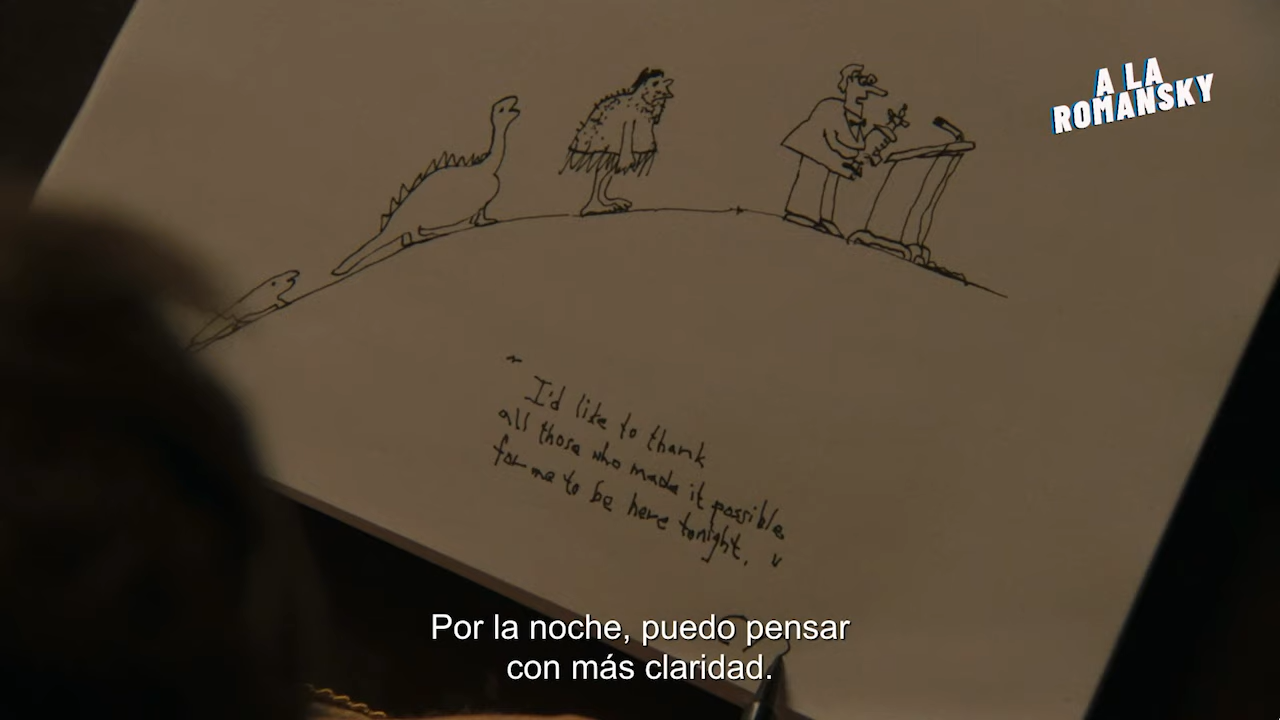 A LA
ROMANSKY
"I'd like to thank
all those who made it possible
for me to be here tonight."
Por la noche, puedo pensar
con más claridad.